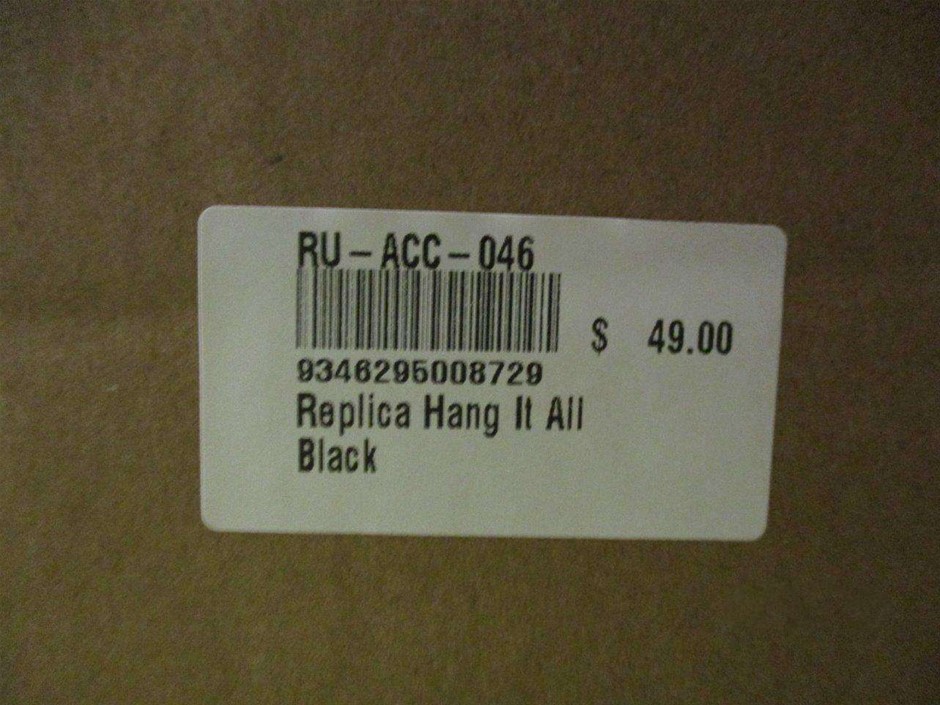 RU-ACC-046
$ 49.00
9346295008729
Replica Hang It All
Black